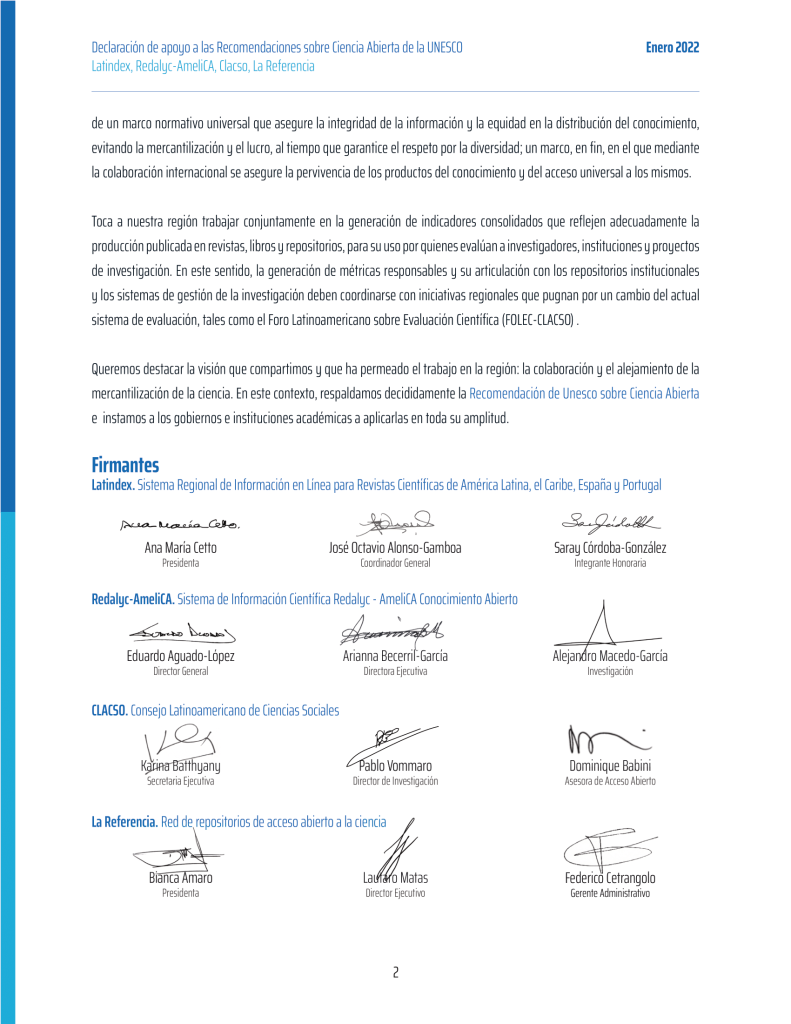 Declaración de apoyo a las Recomendaciones sobre Ciencia Abierta de la UNESCO Enero 2022
Latindex, Redalyc-AmeliCA, Clacso, La Referencia
de un marco normativo universal que asegure la integridad de la información y la equidad en la distribución del conocimiento,
evitando la mercantilización y el lucro, al tiempo que garantice el respeto por la diversidad; un marco, en fin, en el que mediante
la colaboración internacional se asegure la pervivencia de los productos del conocimiento y del acceso universal a los mismos.
Toca a nuestra región trabajar conjuntamente en la generación de indicadores consolidados que reflejen adecuadamente la
producción publicada en revistas, libros y repositorios, para su uso por quienes evalúan a investigadores, instituciones y proyectos
de investigación. En este sentido, la generación de métricas responsables y su articulación con los repositorios institucionales
y los sistemas de gestión de la investigación deben coordinarse con iniciativas regionales que pugnan por un cambio del actual
sistema de evaluación, tales como el Foro Latinoamericano sobre Evaluación Científica (FOLEC-CLACSO) .
Queremos destacar la visión que compartimos y que ha permeado el trabajo en la región: la colaboración y el alejamiento de la
mercantilización de la ciencia. En este contexto, respaldamos decididamente la Recomendación de Unesco sobre Ciencia Abierta
e instamos a los gobiernos e instituciones académicas a aplicarlas en toda su amplitud.
Firmantes
Latindex. Sistema Regional de Información en Línea para Revistas Científicas de América Latina, el Caribe, España y Portugal
Ana María Cetto.
Ana María Cetto José Octavio Alonso-Gamboa Saray Córdoba-González
Presidenta Coordinador General Integrante Honoraria
Redalyc-AmeliCA. Sistema de Información Científica Redalyc - AmeliCA Conocimiento Abierto
Eduardo Aguado-López Arianna Becerril-García Alejandro Macedo-García
Director General Directora Ejecutiva Investigación
CLACSO. Consejo Latinoamericano de Ciencias Sociales
Karina Batthyany Pablo Vommaro Dominique Babini
Secretaria Ejecutiva Director de Investigación Asesora de Acceso Abierto
La Referencia. Red de repositorios de acceso abierto a la ciencia
Bianca Amaro Lautaro Matas Federico Cetrangolo
Presidenta Director Ejecutivo Gerente Administrativo
2